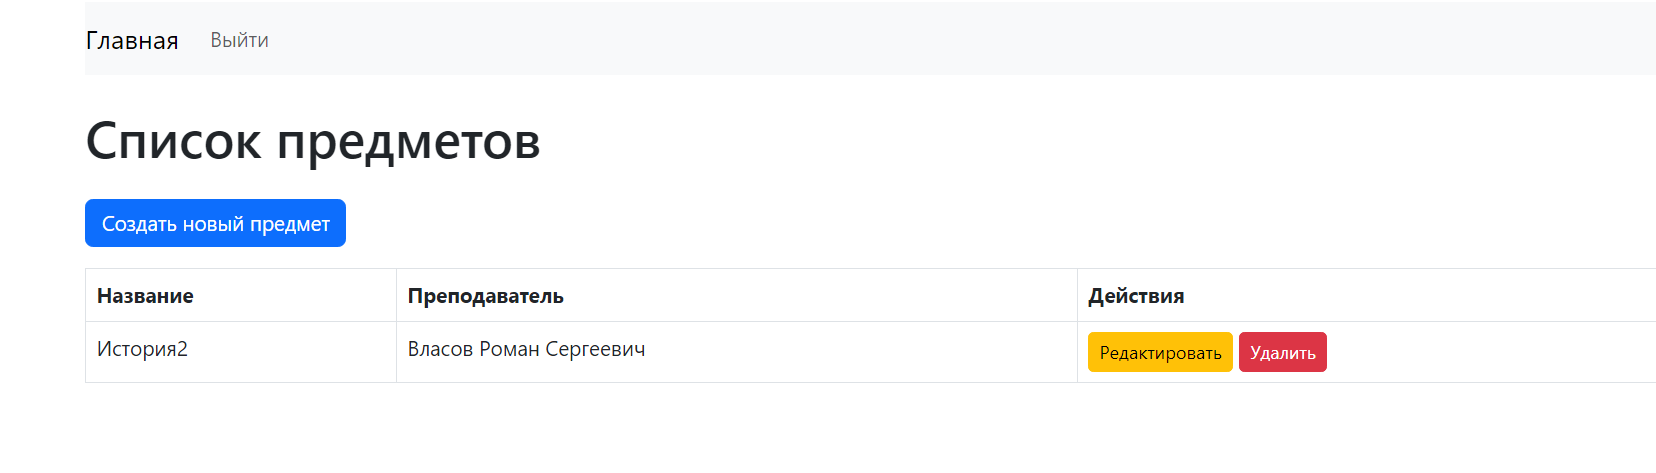 Главная Выйти
Список предметов
Создать новый предмет
Название Преподаватель Действия
История2 Власов Роман Сергеевич Редактировать Удалить